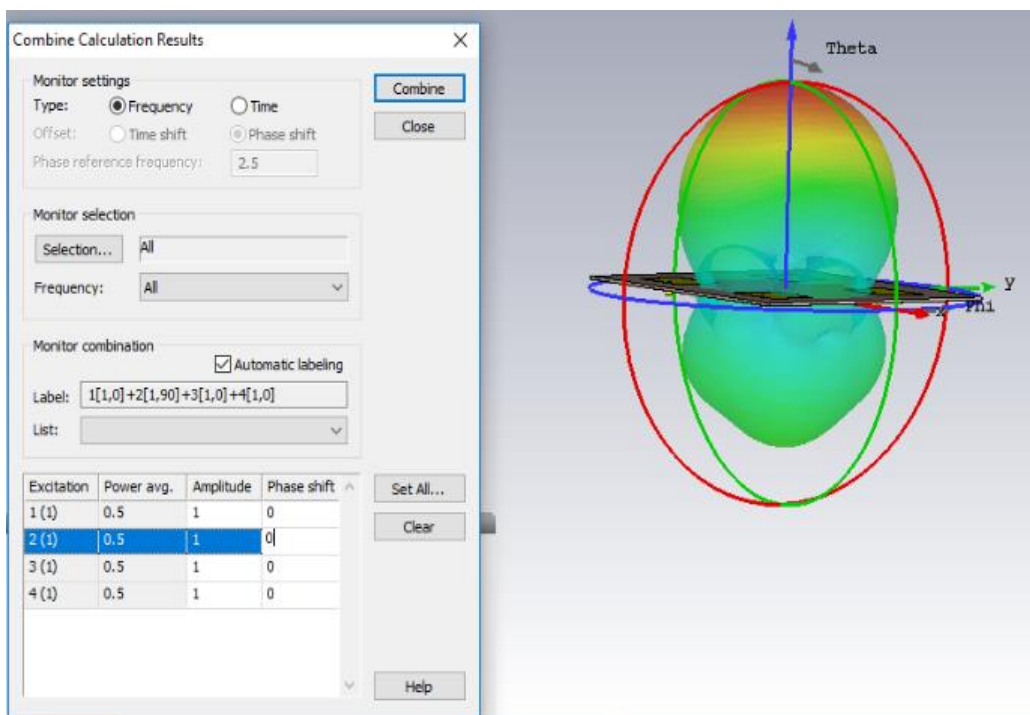 Combine Calculation Results
Monitor settings
Type: Frequency Time
Offset: Time shift Phase shift
Phase reference frequency: 2.5
Combine
Close
Monitor selection
Selection... All
Frequency: All
Monitor combination
Automatic labeling
Label: 1[1,0]+2[1,90]+3[1,0]+4[1,0]
List:
Excitation Power avg. Amplitude Phase shift
1 (1) 0.5 1 0
2 (1) 0.5 1 0
3 (1) 0.5 1 0
4 (1) 0.5 1 0
Set All...
Clear
Help
Theta
y
x
Phi